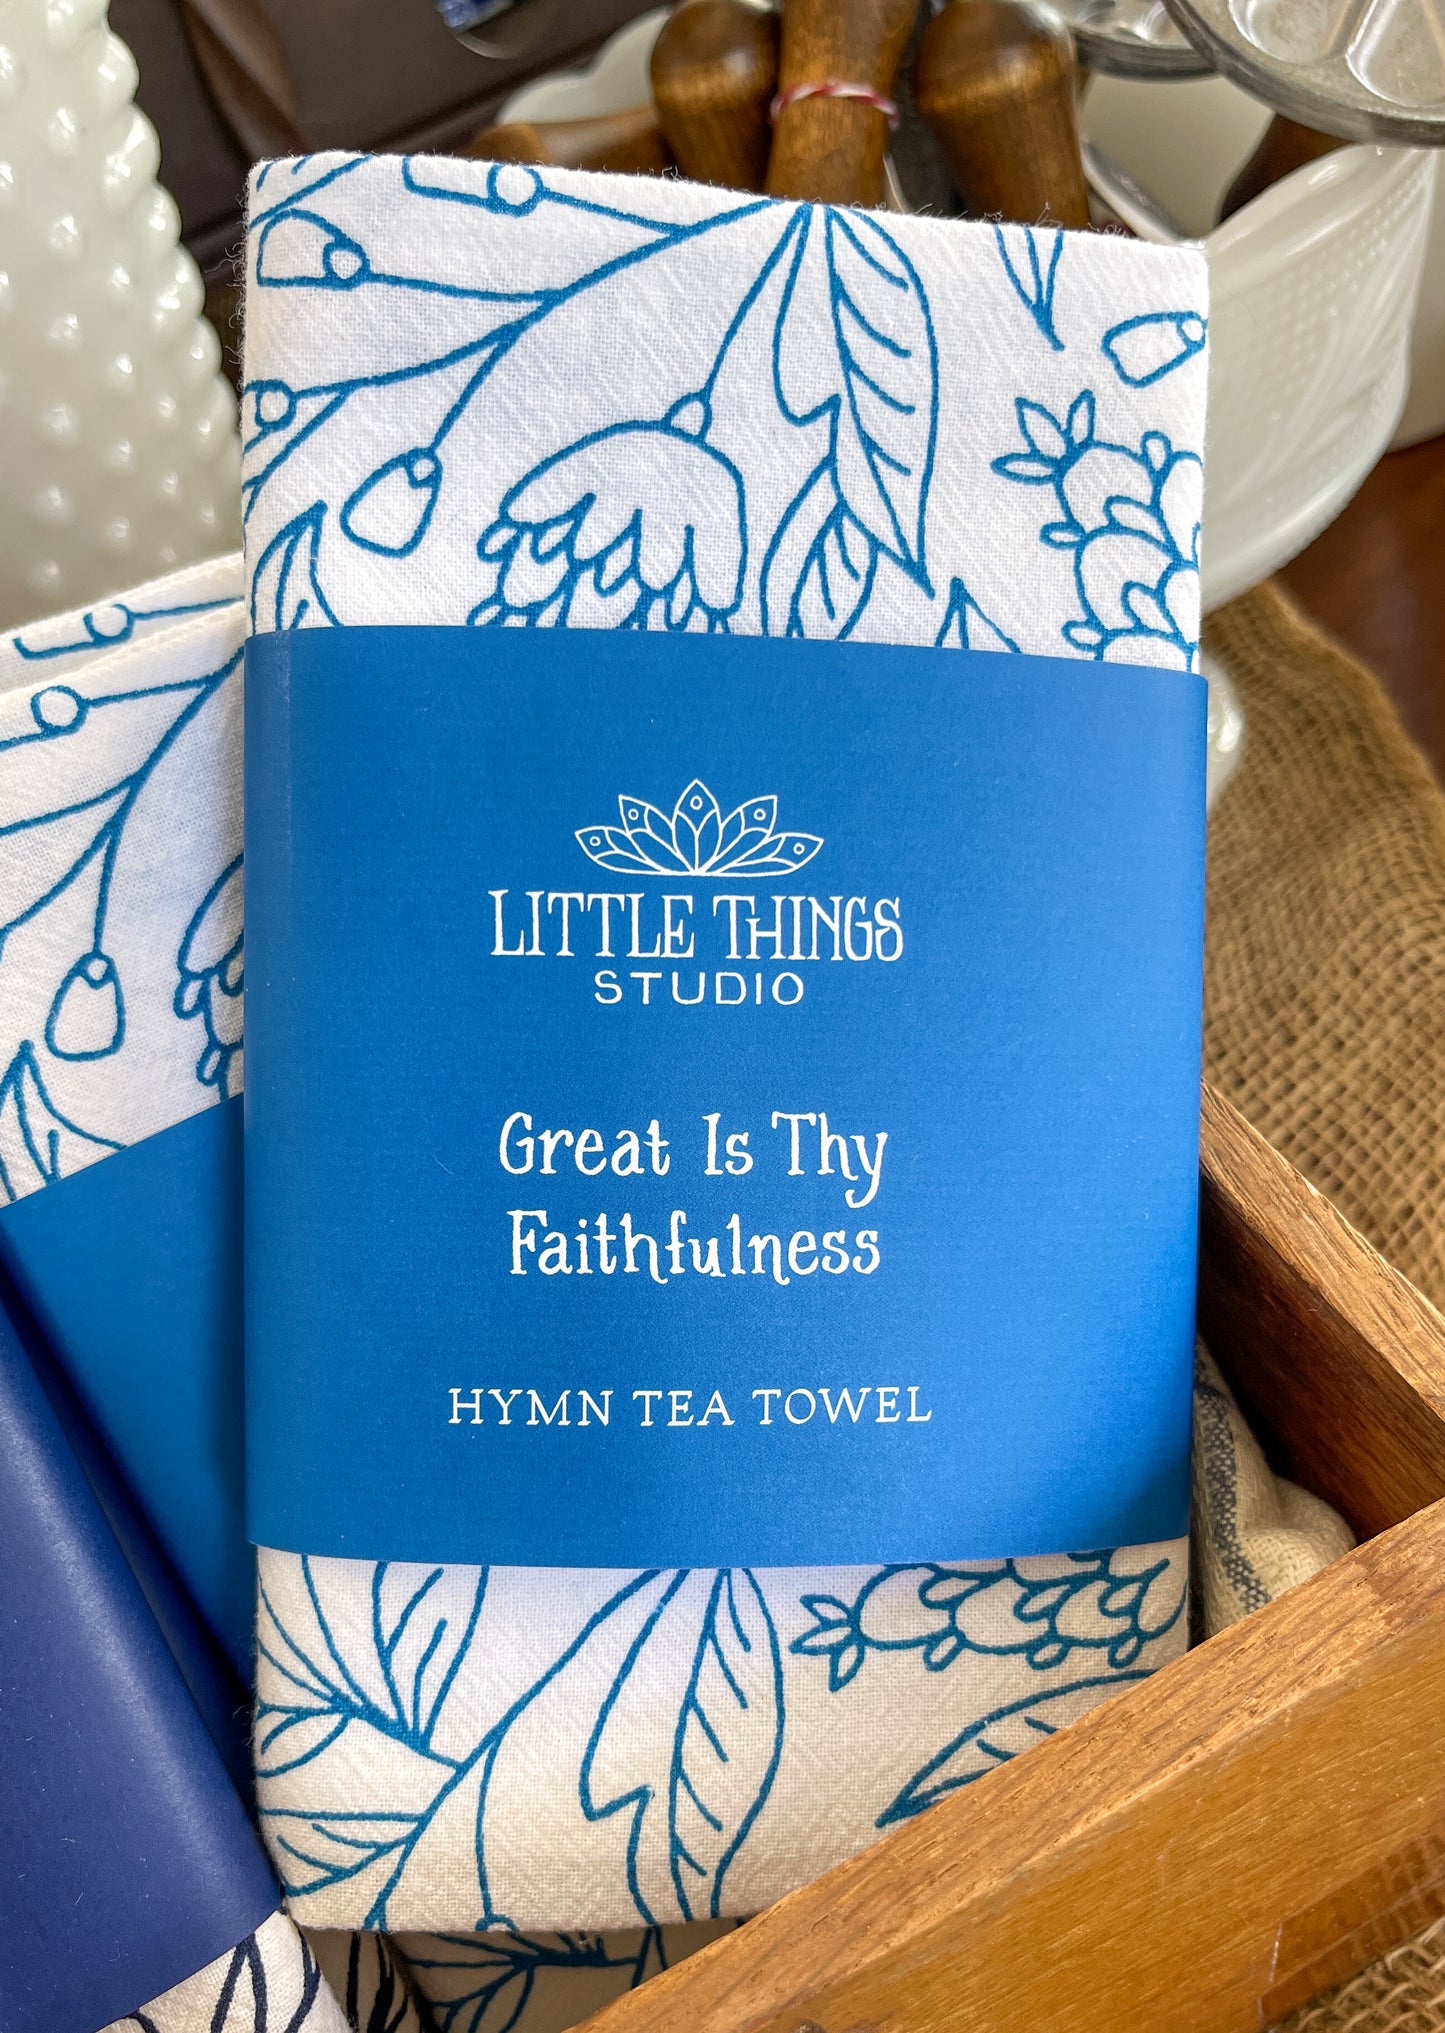 LITTLE THINGS
STUDIO
Great Is Thy
Faithfulness
HYMN TEA TOWEL